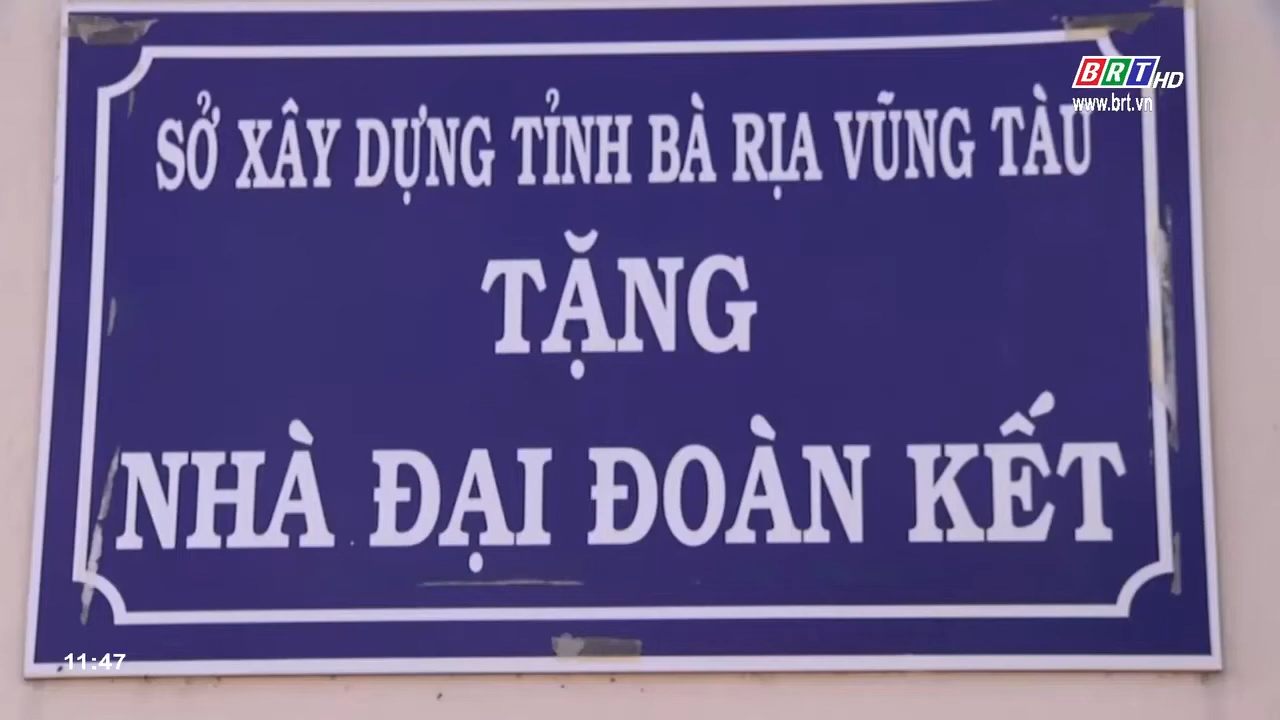 BRT HD
www.brt.vn
SỞ XÂY DỰNG TỈNH BÀ RỊA VŨNG TÀU
TẶNG
NHÀ ĐẠI ĐOÀN KẾT
11:47